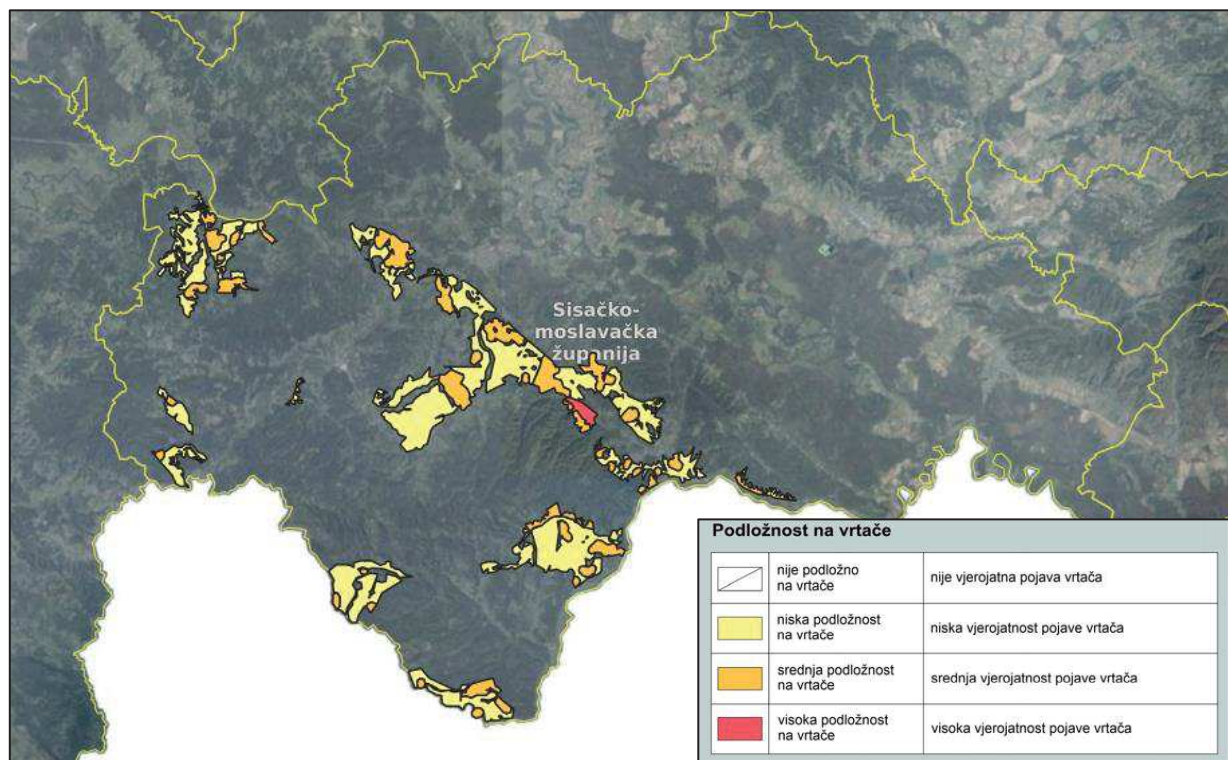 Sisačko-
moslavačka
županija
Podložnost na vrtače
nije podložno
na vrtače
nije vjerojatna pojava vrtača
niska podložnost
na vrtače
niska vjerojatnost pojave vrtača
srednja podložnost
na vrtače
srednja vjerojatnost pojave vrtača
visoka podložnost
na vrtače
visoka vjerojatnost pojave vrtača